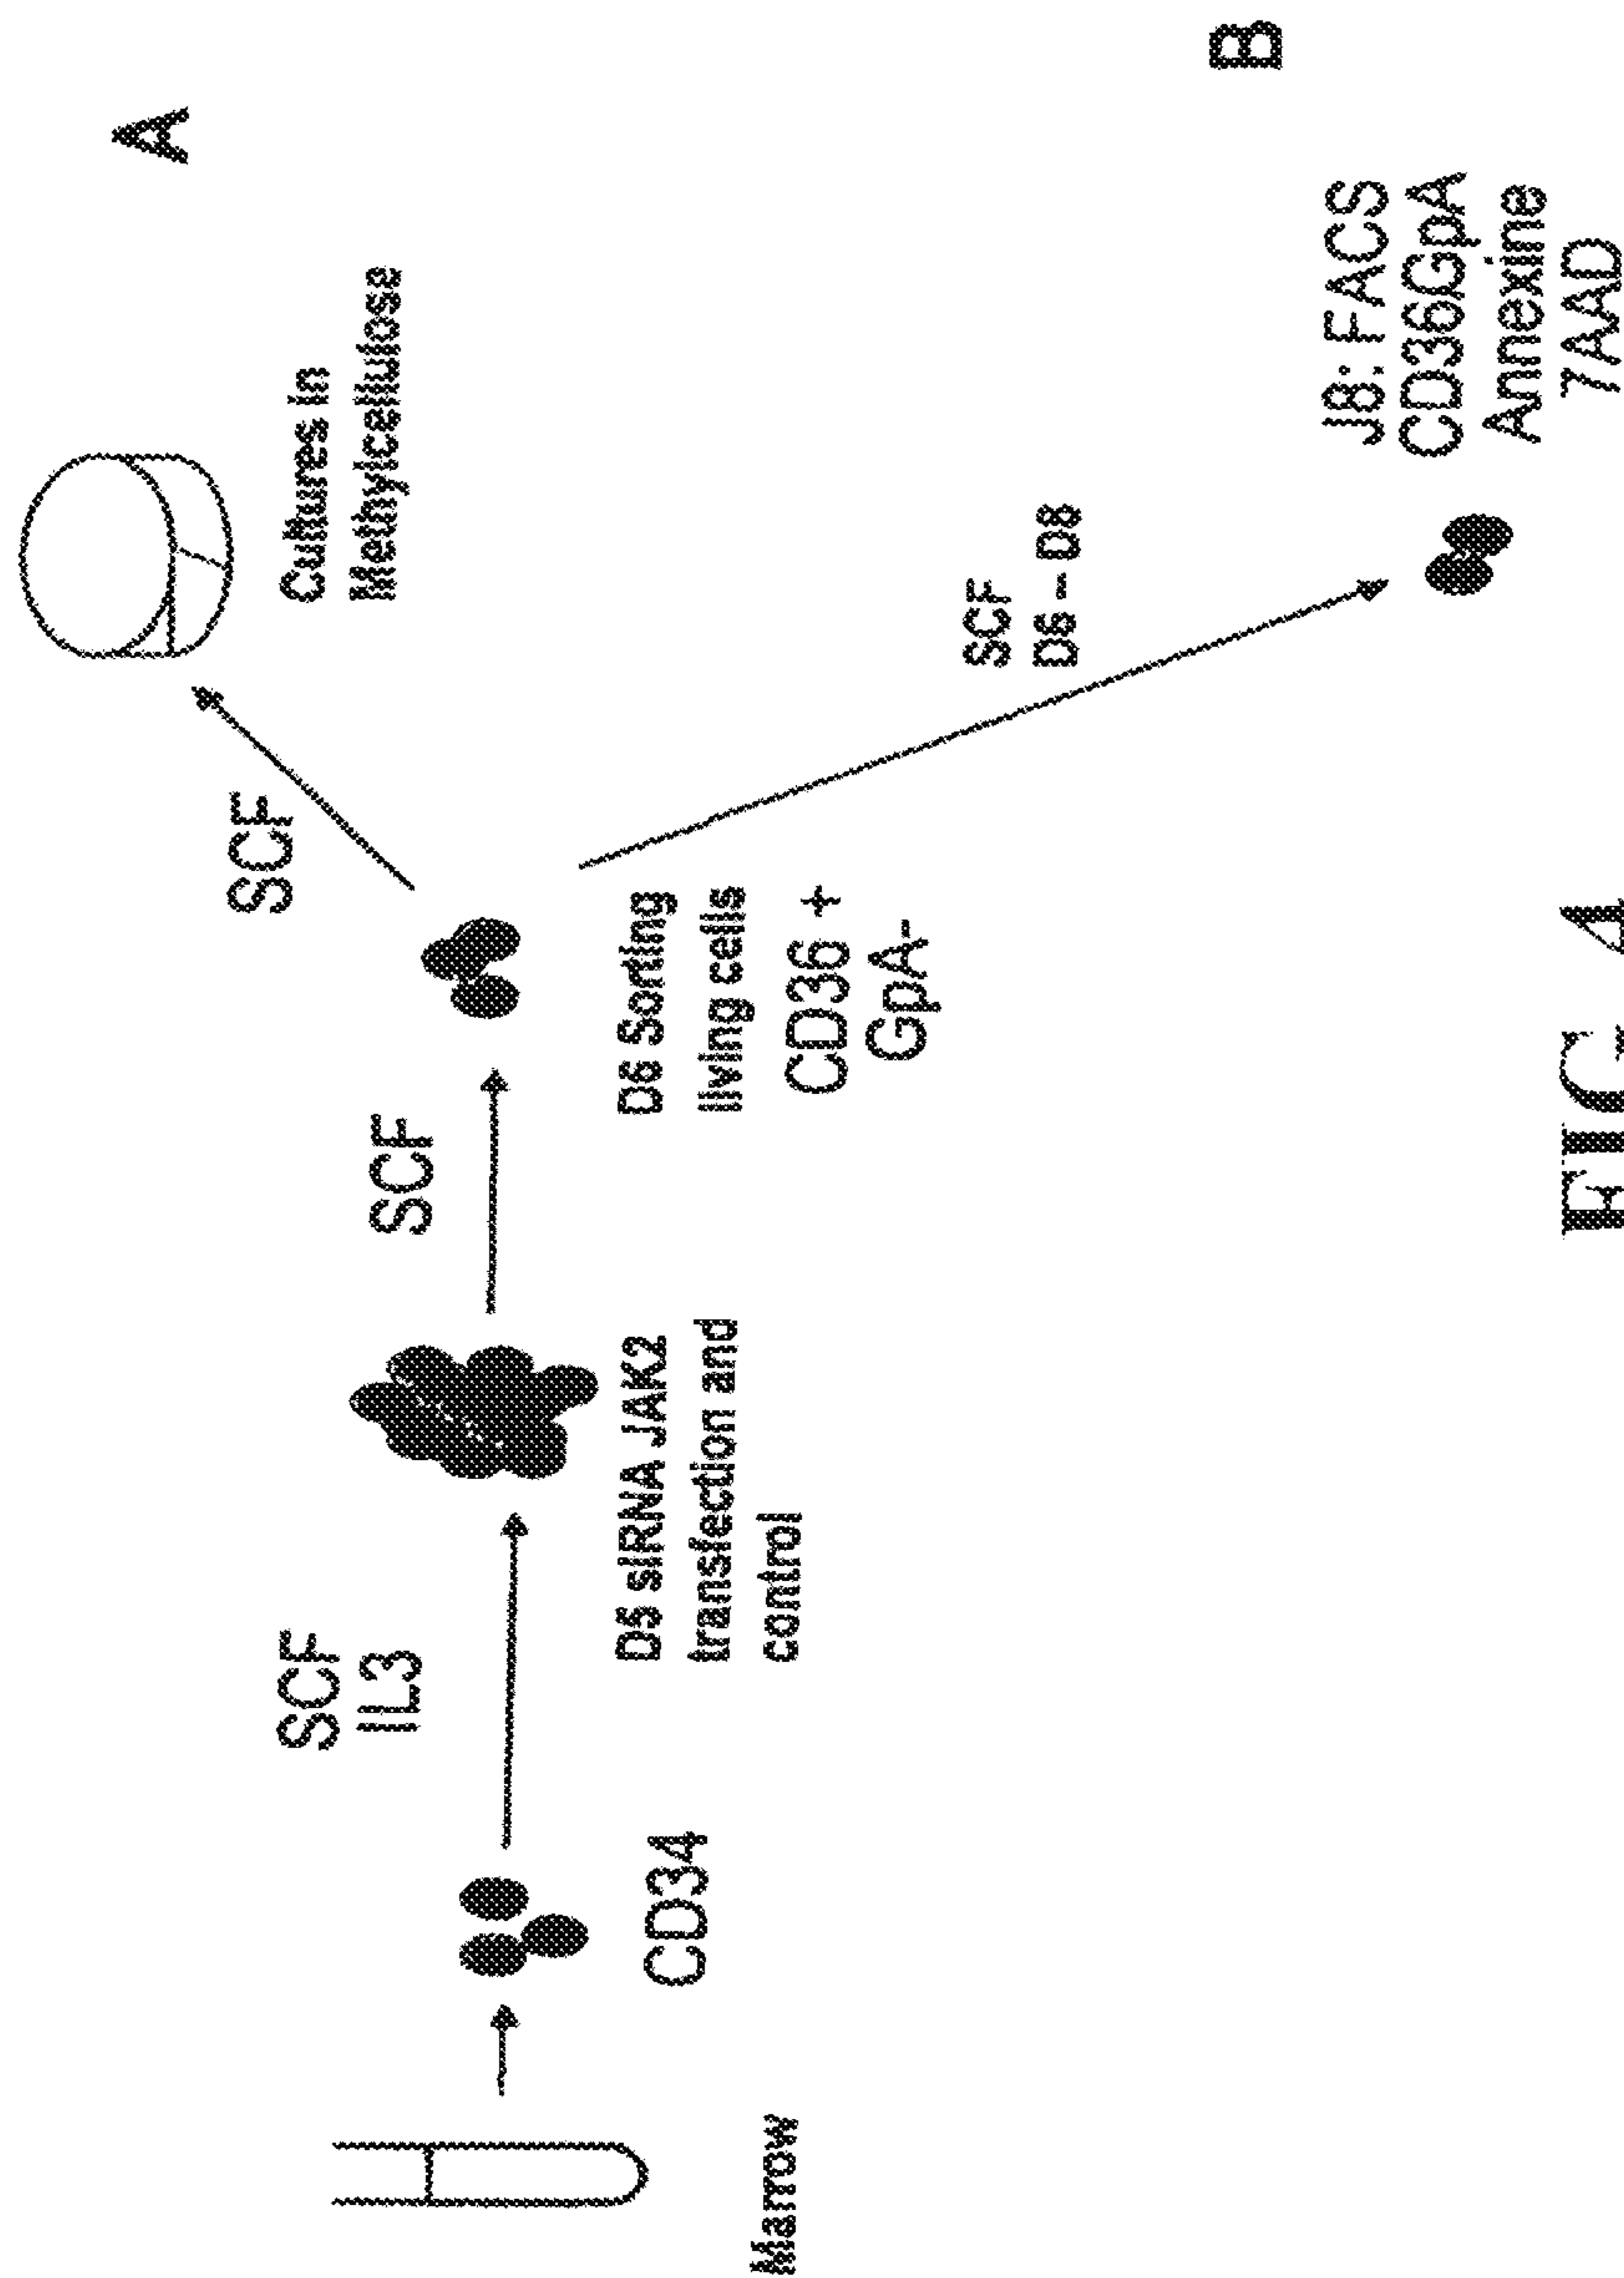 A
SCF
Cultures in
Methylcellulose
SCF
IL3
SCF
Marrow
CD34
D5 siRNA JAK2
transfection and
control
D6 Sorting
living cells
CD36 +
GpA-
SCF
D6 – D8
B
J8: FACS
CD36GpA
Annexine
7AAD
FIG. 4